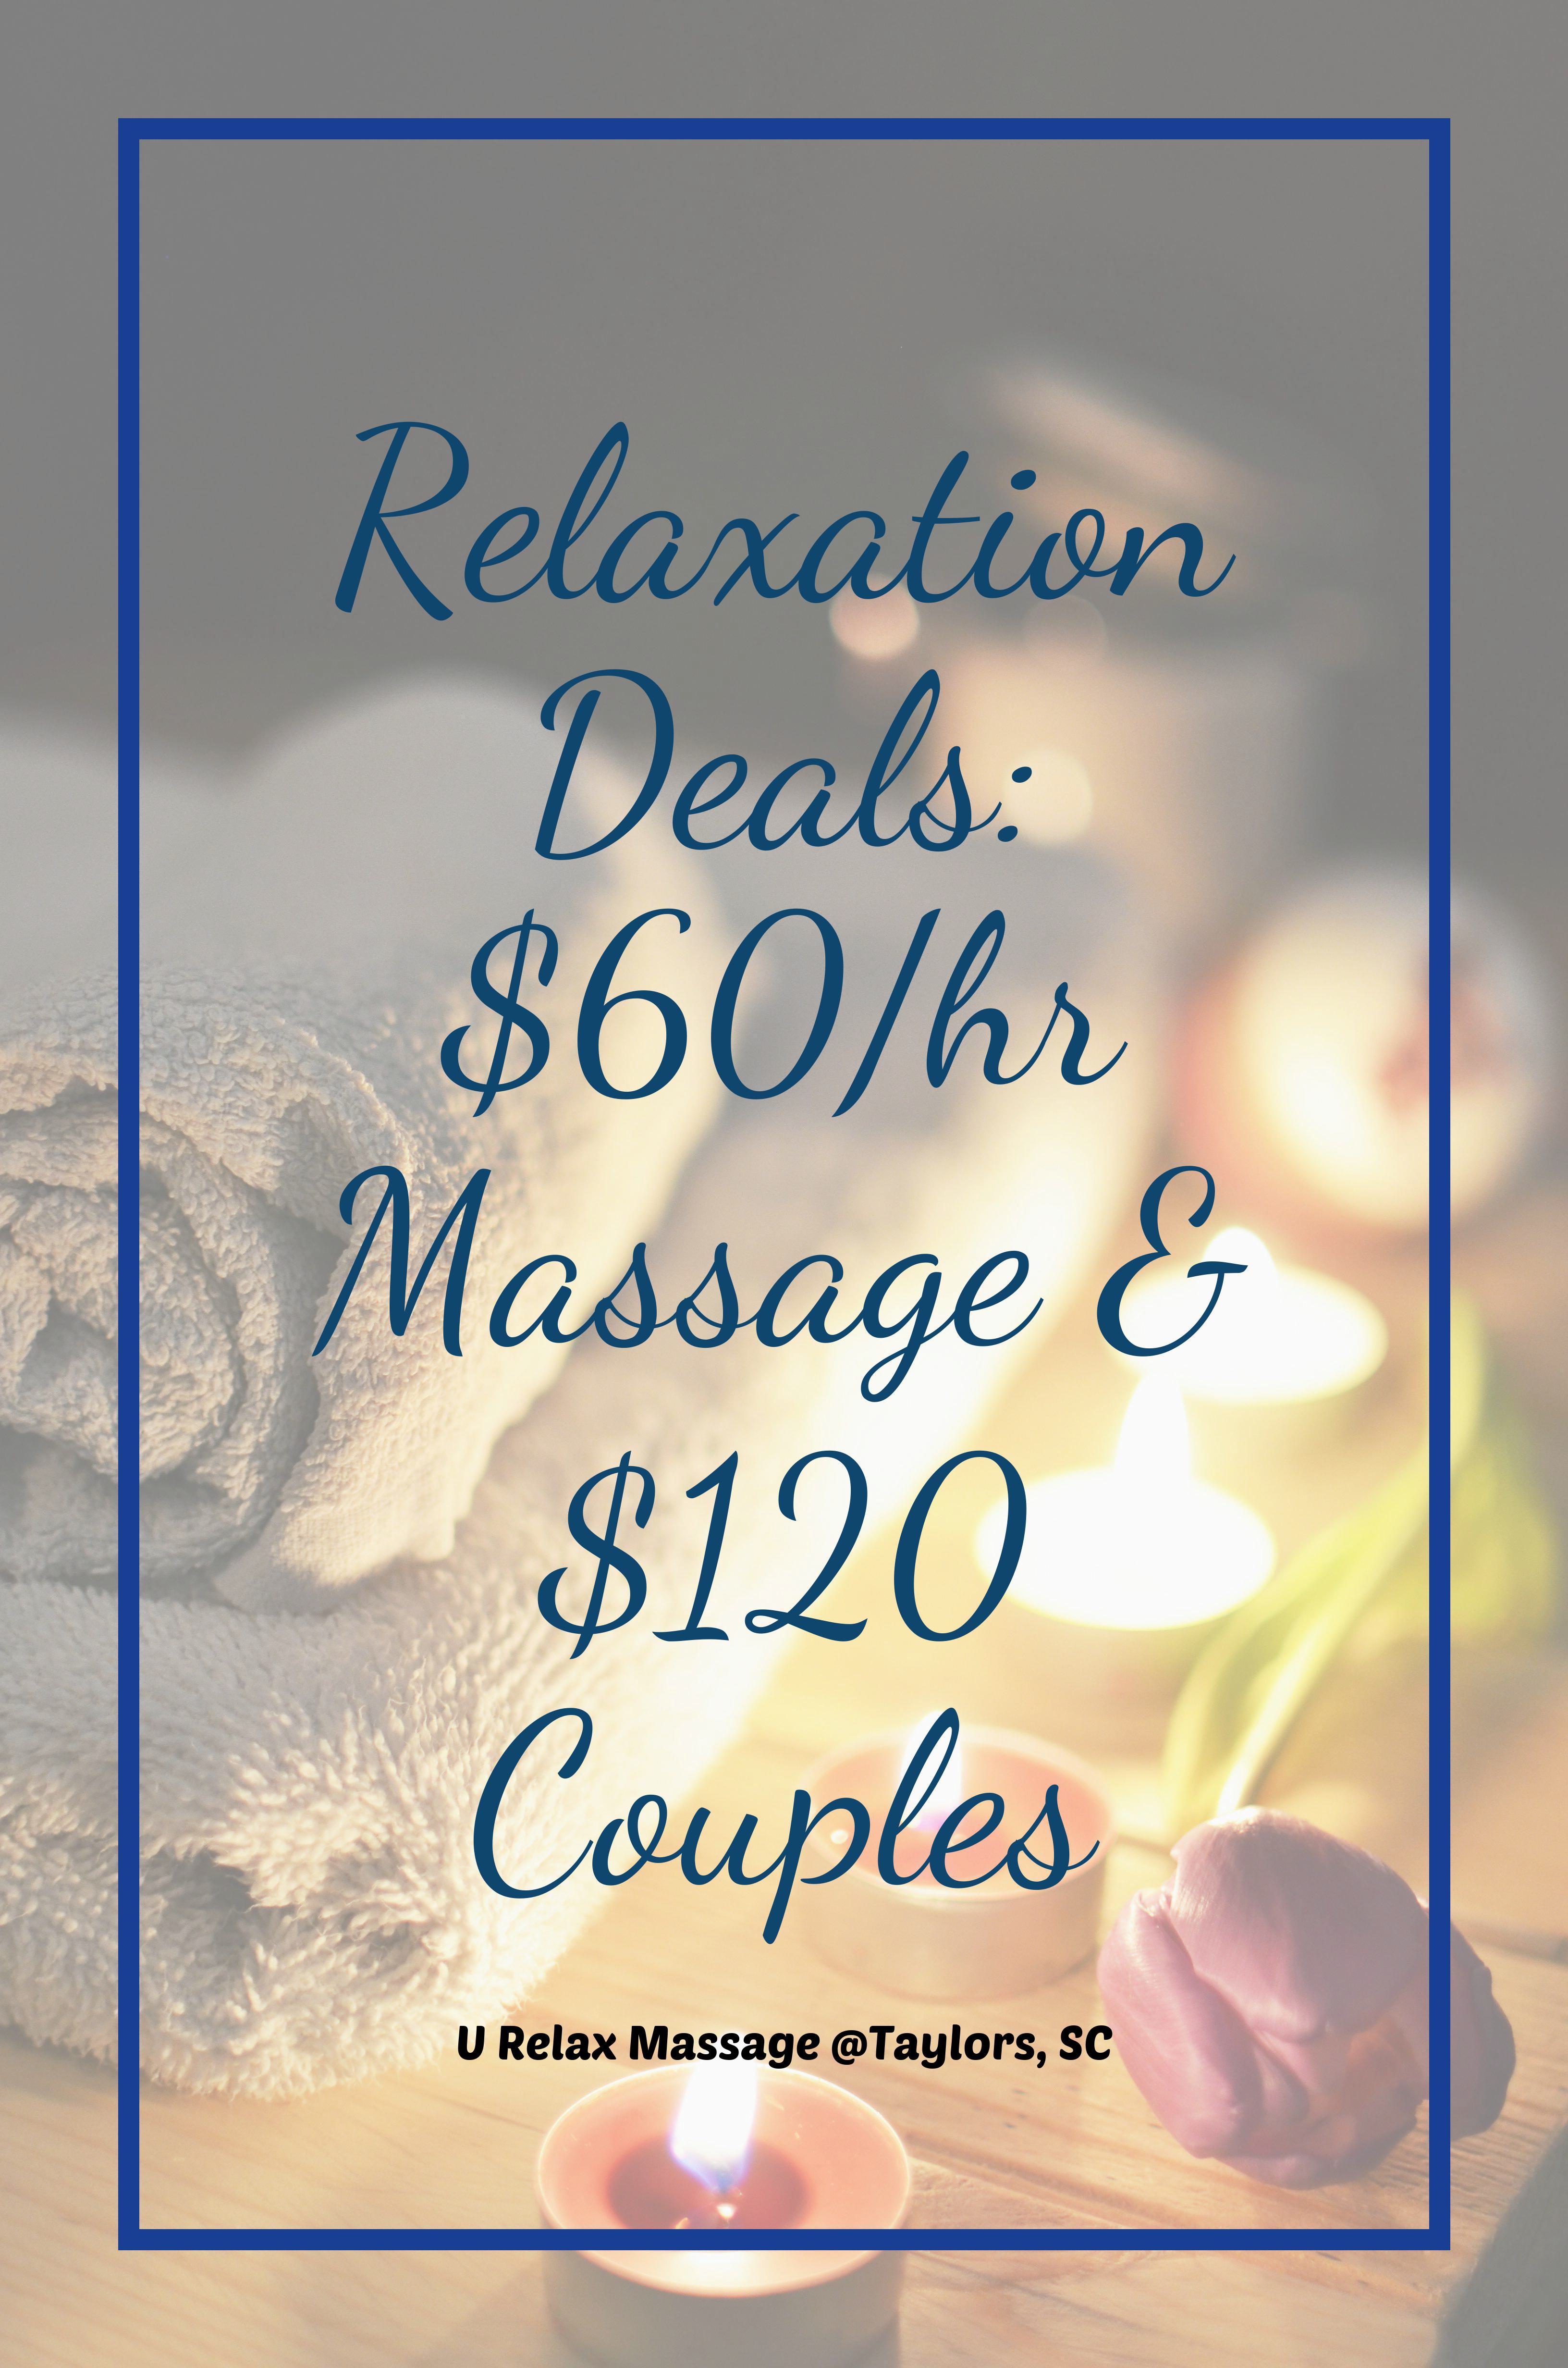 Relaxation
Deals:
$60/hr
Massage &
$120
Couples
U Relax Massage @Taylors, SC